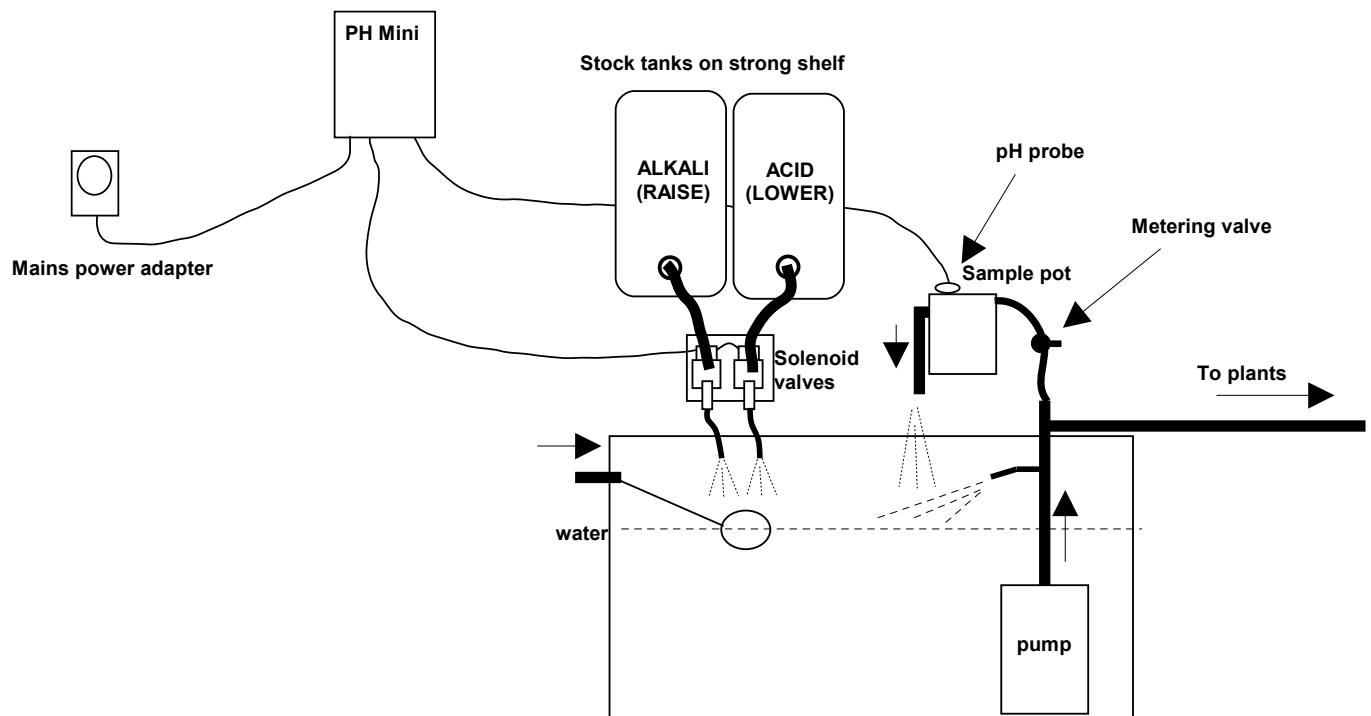 PH Mini
Stock tanks on strong shelf
ALKALI
(RAISE)
ACID
(LOWER)
pH probe
Metering valve
Mains power adapter
Sample pot
Solenoid
valves
To plants
water
pump